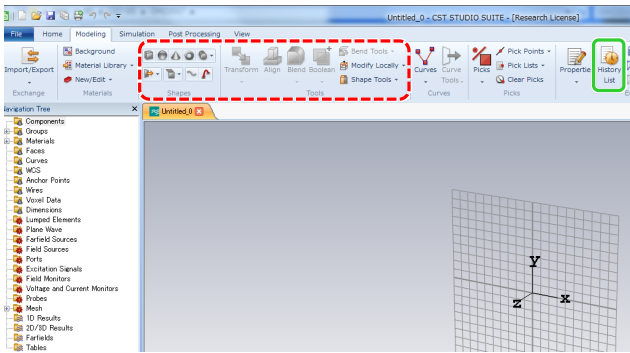 Untitled_0 - CST STUDIO SUITE - [Research License]
File Home Modeling Simulation Post Processing View
Import/Export
Background
Material Library
New/Edit
Transform Align Blend Boolean
Bend Tools
Modify Locally
Shape Tools
Curves Curve Tools
Picks
Pick Points
Pick Lists
Clear Picks
Propertie
History List
Exchange Materials Shapes Tools Curves Picks
Navigation Tree
Untitled_0
Components
Groups
Materials
Faces
Curves
WCS
Anchor Points
Wires
Voxel Data
Dimensions
Lumped Elements
Plane Wave
Farfield Sources
Field Sources
Ports
Excitation Signals
Field Monitors
Voltage and Current Monitors
Probes
Mesh
1D Results
2D/3D Results
Farfields
Tables
y
z
x